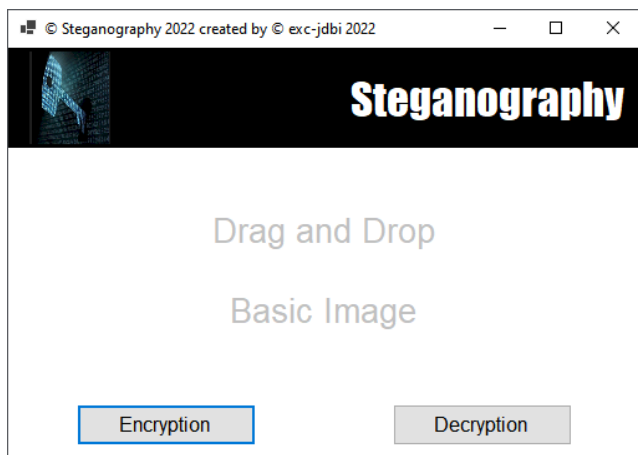 © Steganography 2022 created by © exc-jdbi 2022
Steganography
Drag and Drop
Basic Image
Encryption
Decryption